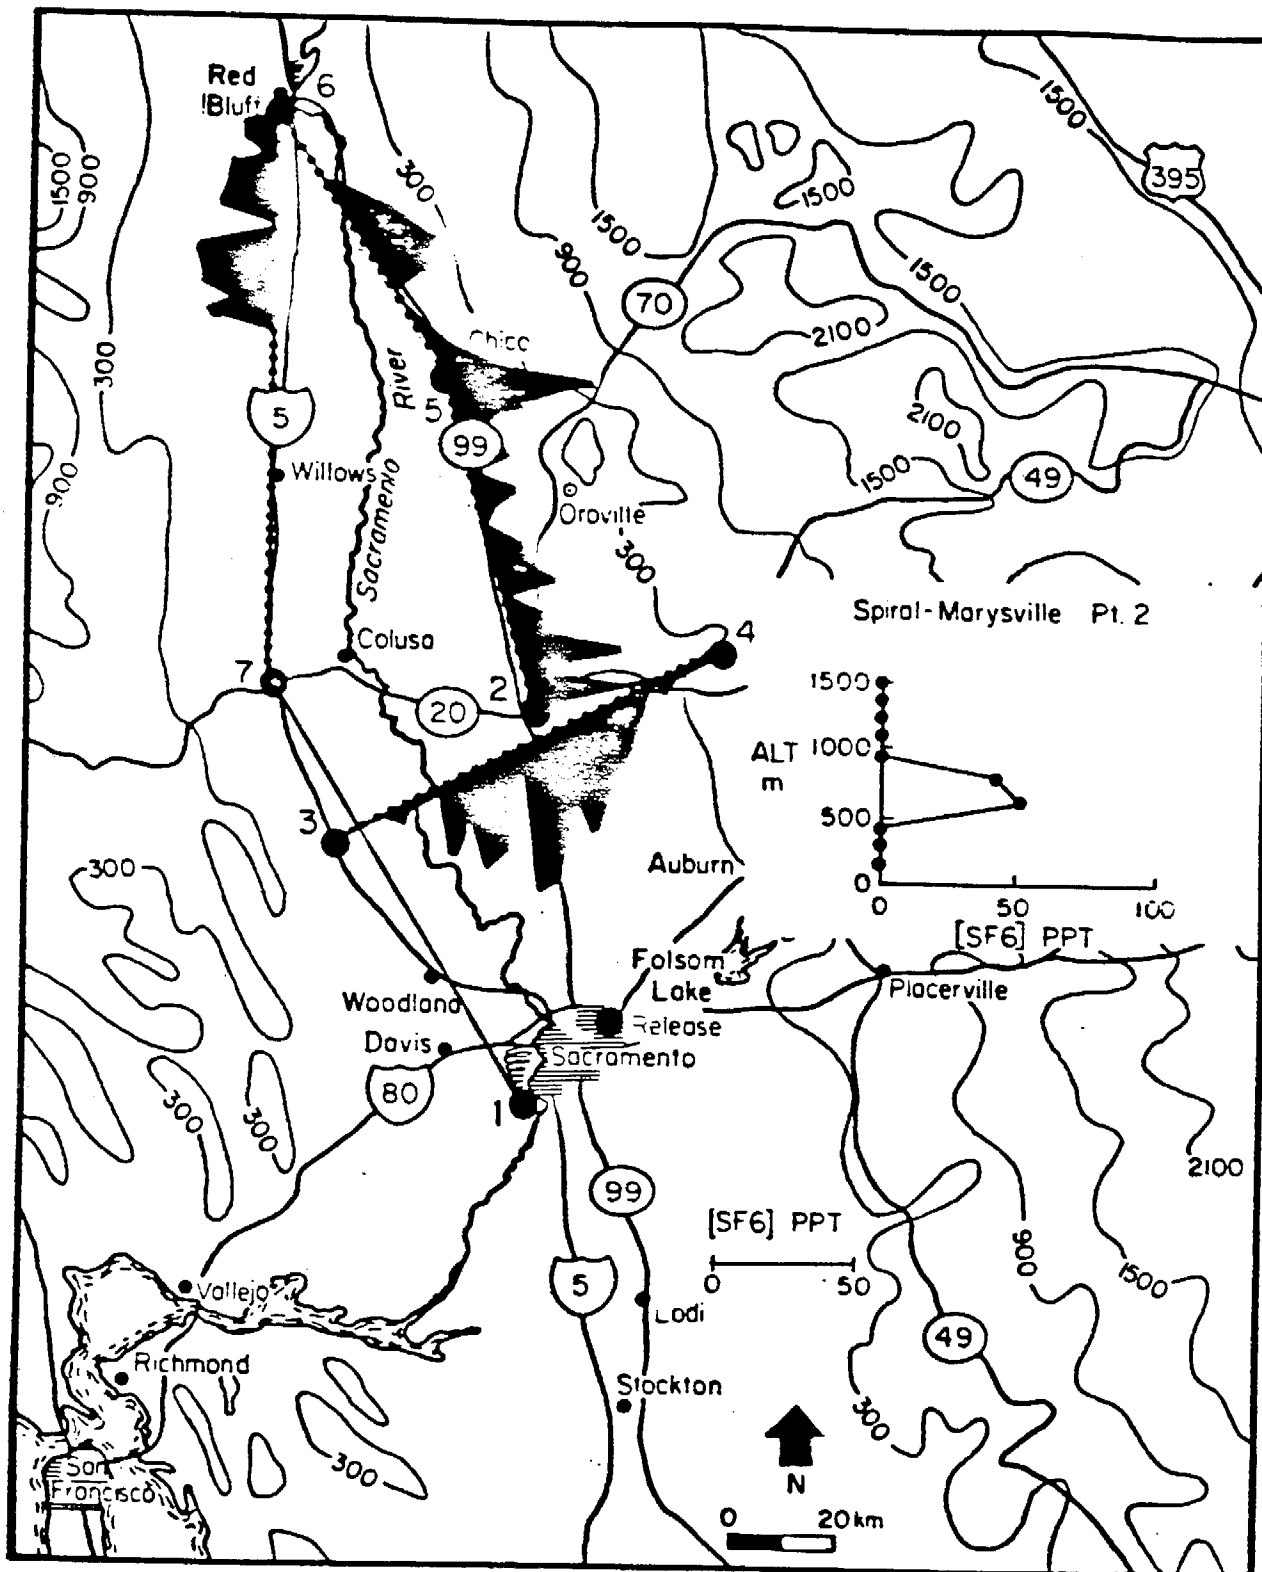 Red
Bluff
6
300
1500
395
1500
900
1500
1500
1500
900
70
2100
Chico
300
River
5
5
99
2100
1500
49
Willows
900
Sacramento
Oroville
300
Spiral-Marysville Pt. 2
Colusa
4
7
2
20
1500
1000
ALT
m
500
0
0 50 100
[SF6] PPT
3
Auburn
300
Folsom
Lake
Placerville
Woodland
Release
Davis
Sacramento
80
1
300
300
2100
99
[SF6] PPT
0 50
900
1500
5
Vallejo
Lodi
49
Richmond
Stockton
300
300
N
San
Francisco
0 20km